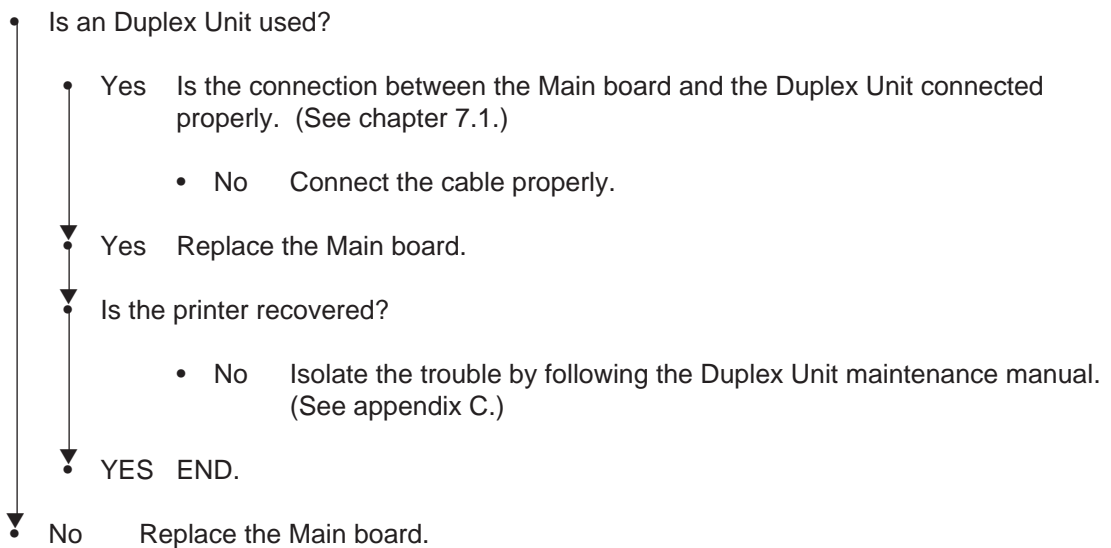 • Is an Duplex Unit used?
• Yes Is the connection between the Main board and the Duplex Unit connected
properly. (See chapter 7.1.)
• No Connect the cable properly.
• Yes Replace the Main board.
• Is the printer recovered?
• No Isolate the trouble by following the Duplex Unit maintenance manual.
(See appendix C.)
• YES END.
• No Replace the Main board.